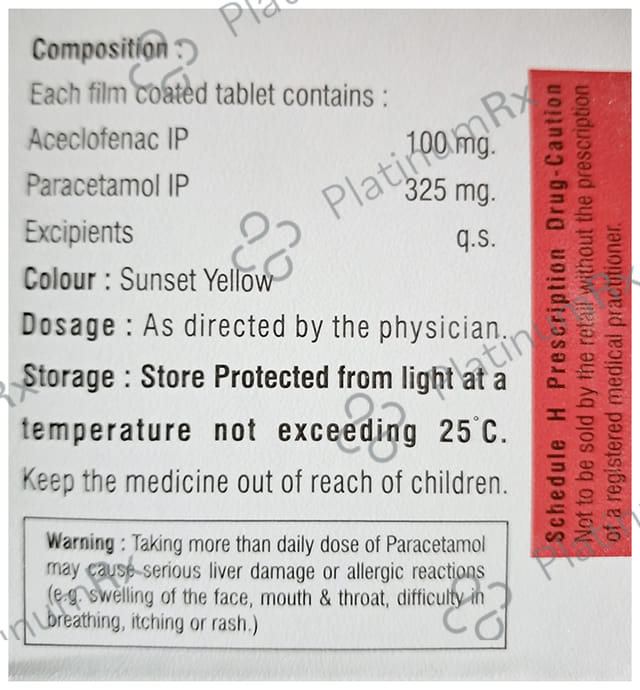 Composition :
Each film coated tablet contains :
Aceclofenac IP 100 mg.
Paracetamol IP 325 mg.
Excipients q.s.
Colour : Sunset Yellow
Dosage : As directed by the physician.
Storage : Store Protected from light at a
temperature not exceeding 25°C.
Keep the medicine out of reach of children.
Warning : Taking more than daily dose of Paracetamol
may cause serious liver damage or allergic reactions
(e.g. swelling of the face, mouth & throat, difficulty in
breathing, itching or rash.)
Schedule H Prescription Drug-Caution
Not to be sold by the retail without the prescription
of a registered medical practitioner.
PlatinumRx
PlatinumRx